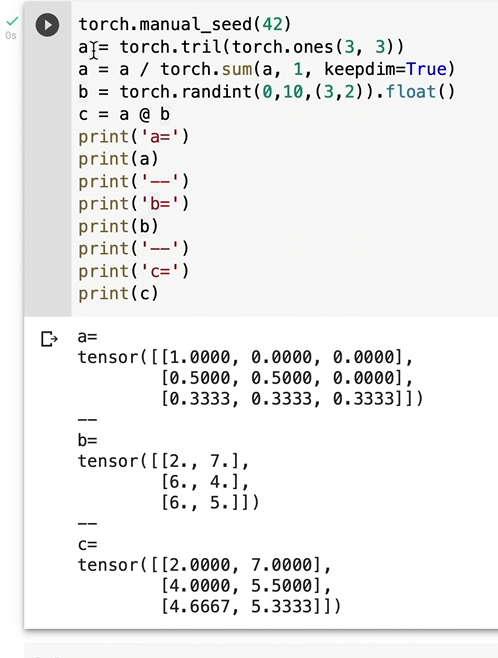 torch.manual_seed(42)
a = torch.tril(torch.ones(3, 3))
a = a / torch.sum(a, 1, keepdim=True)
b = torch.randint(0,10,(3,2)).float()
c = a @ b
print('a=')
print(a)
print('--')
print('b=')
print(b)
print('--')
print('c=')
print(c)
0s
a=
tensor([[1.0000, 0.0000, 0.0000],
        [0.5000, 0.5000, 0.0000],
        [0.3333, 0.3333, 0.3333]])
--
b=
tensor([[2., 7.],
        [6., 4.],
        [6., 5.]])
--
c=
tensor([[2.0000, 7.0000],
        [4.0000, 5.5000],
        [4.6667, 5.3333]])